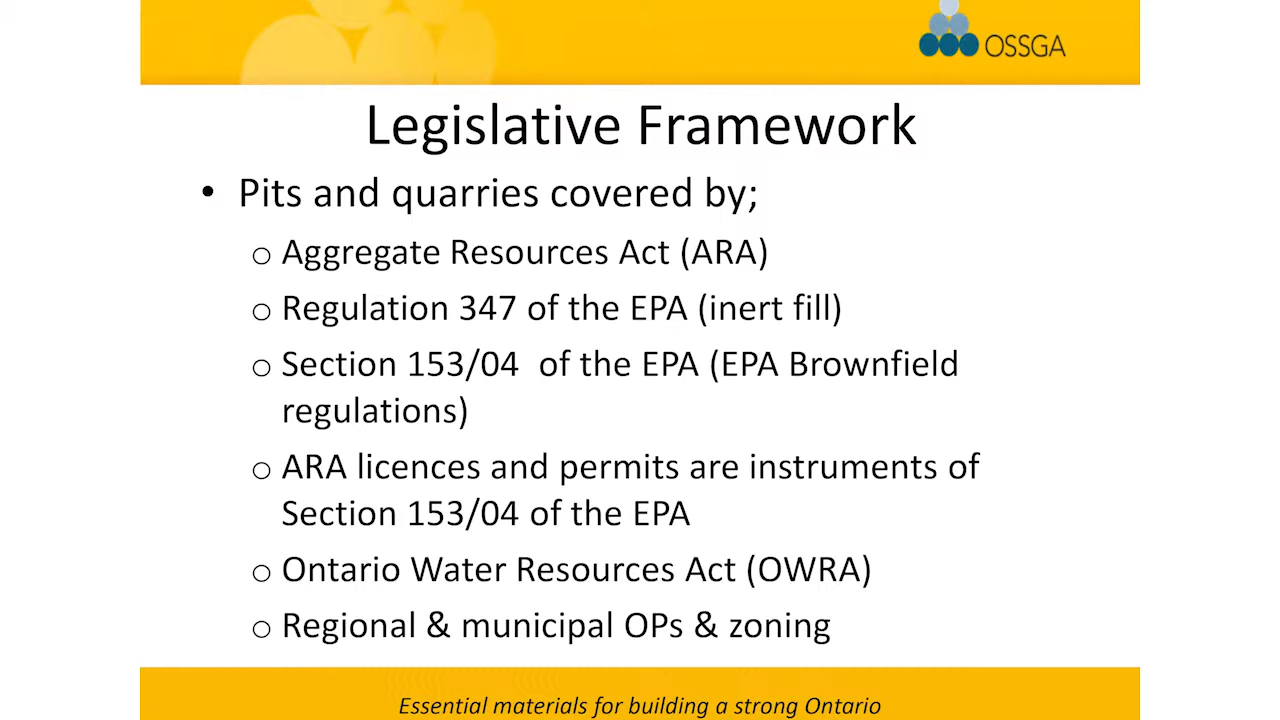 OSSGA
Legislative Framework
• Pits and quarries covered by;
o Aggregate Resources Act (ARA)
o Regulation 347 of the EPA (inert fill)
o Section 153/04  of the EPA (EPA Brownfield
regulations)
o ARA licences and permits are instruments of
Section 153/04 of the EPA
o Ontario Water Resources Act (OWRA)
o Regional & municipal OPs & zoning
Essential materials for building a strong Ontario